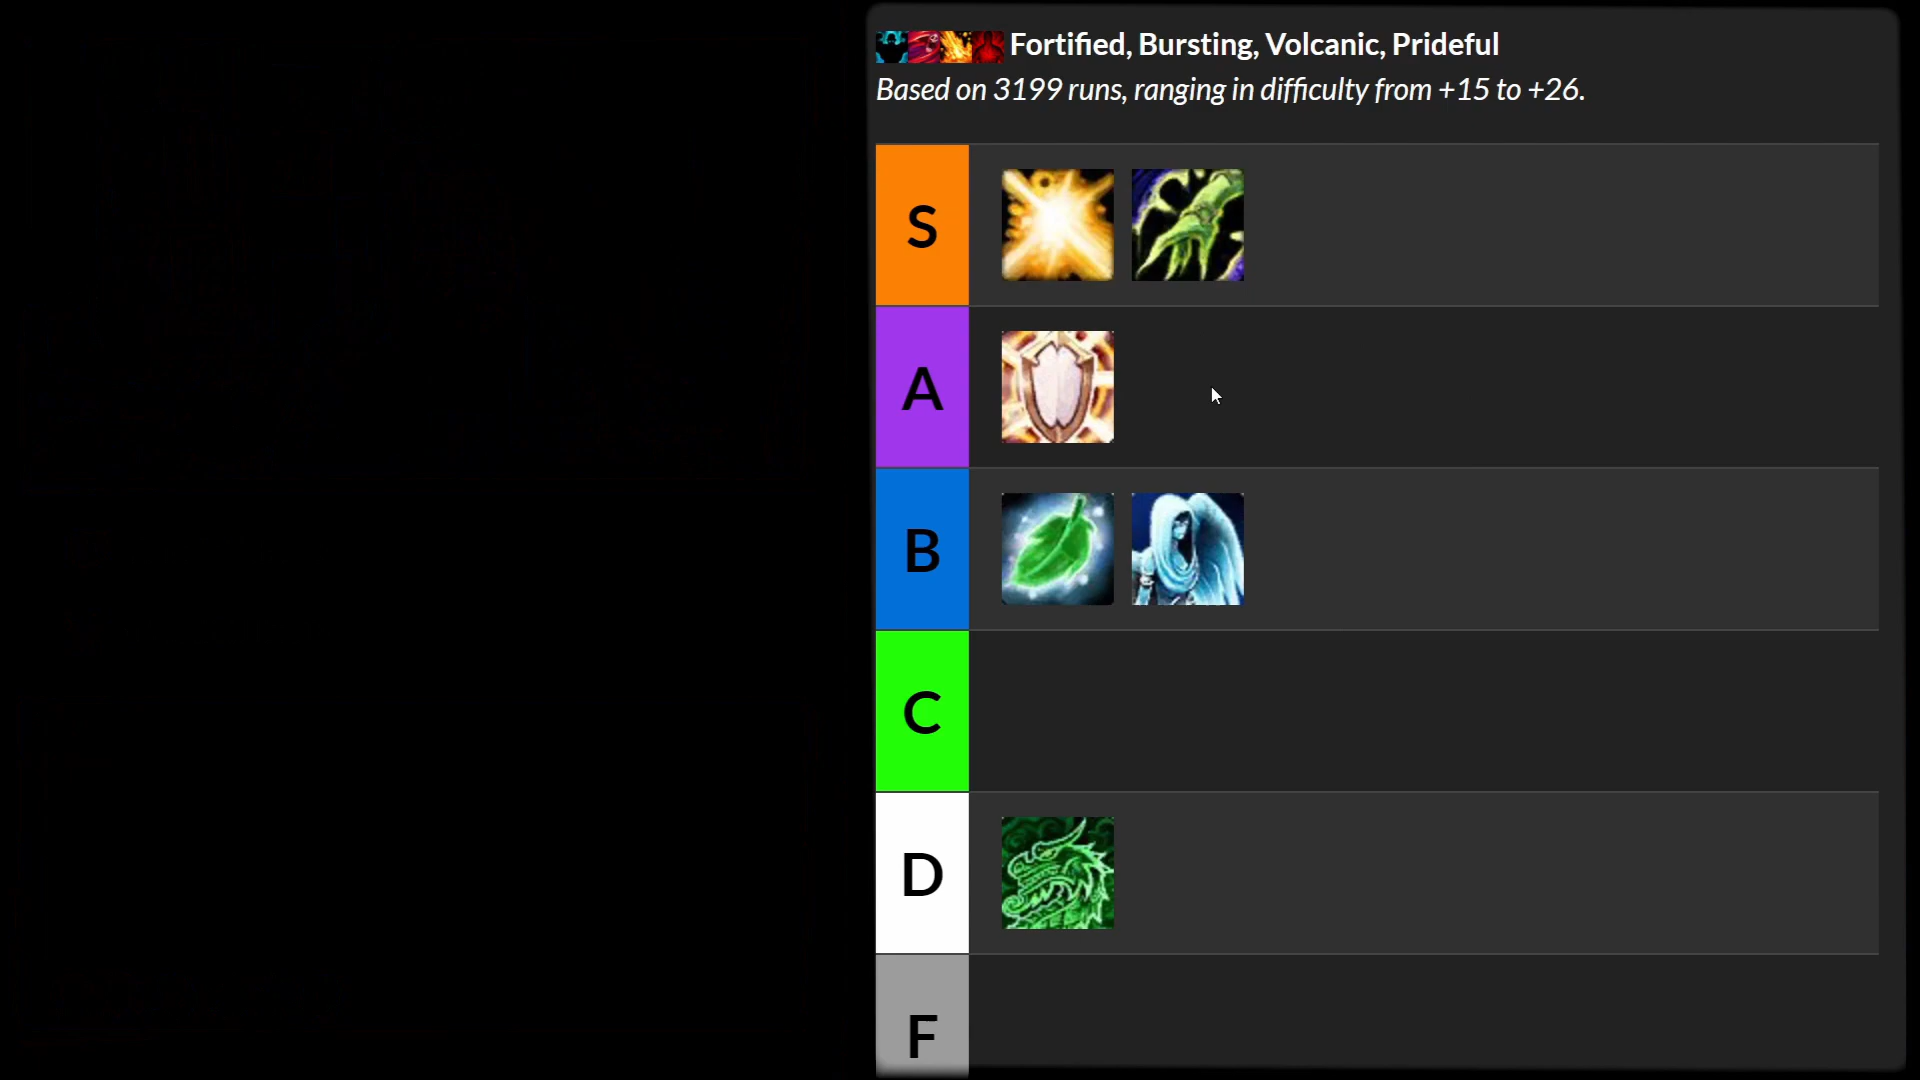 Fortified, Bursting, Volcanic, Prideful
Based on 3199 runs, ranging in difficulty from +15 to +26.
S
A
B
C
D
F